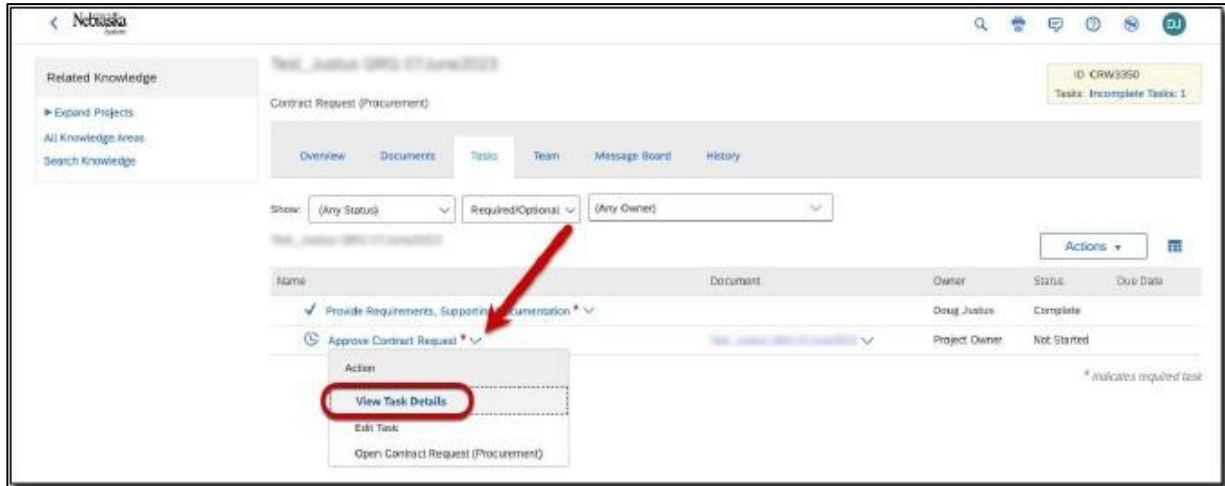 Nebraska
System
DJ
Related Knowledge
ID CRW3350
Tasks: Incomplete Tasks: 1
Contract Request (Procurement)
Expand Projects
All Knowledge Areas
Search Knowledge
Overview Documents Tasks Team Message Board History
Show: (Any Status) Required/Optional (Any Owner)
Actions
Name Document Owner Status Due Date
Provide Requirements, Supporting Documentation * Doug Justus Complete
Approve Contract Request * Project Owner Not Started
* indicates required task
Action
View Task Details
Edit Task
Open Contract Request (Procurement)